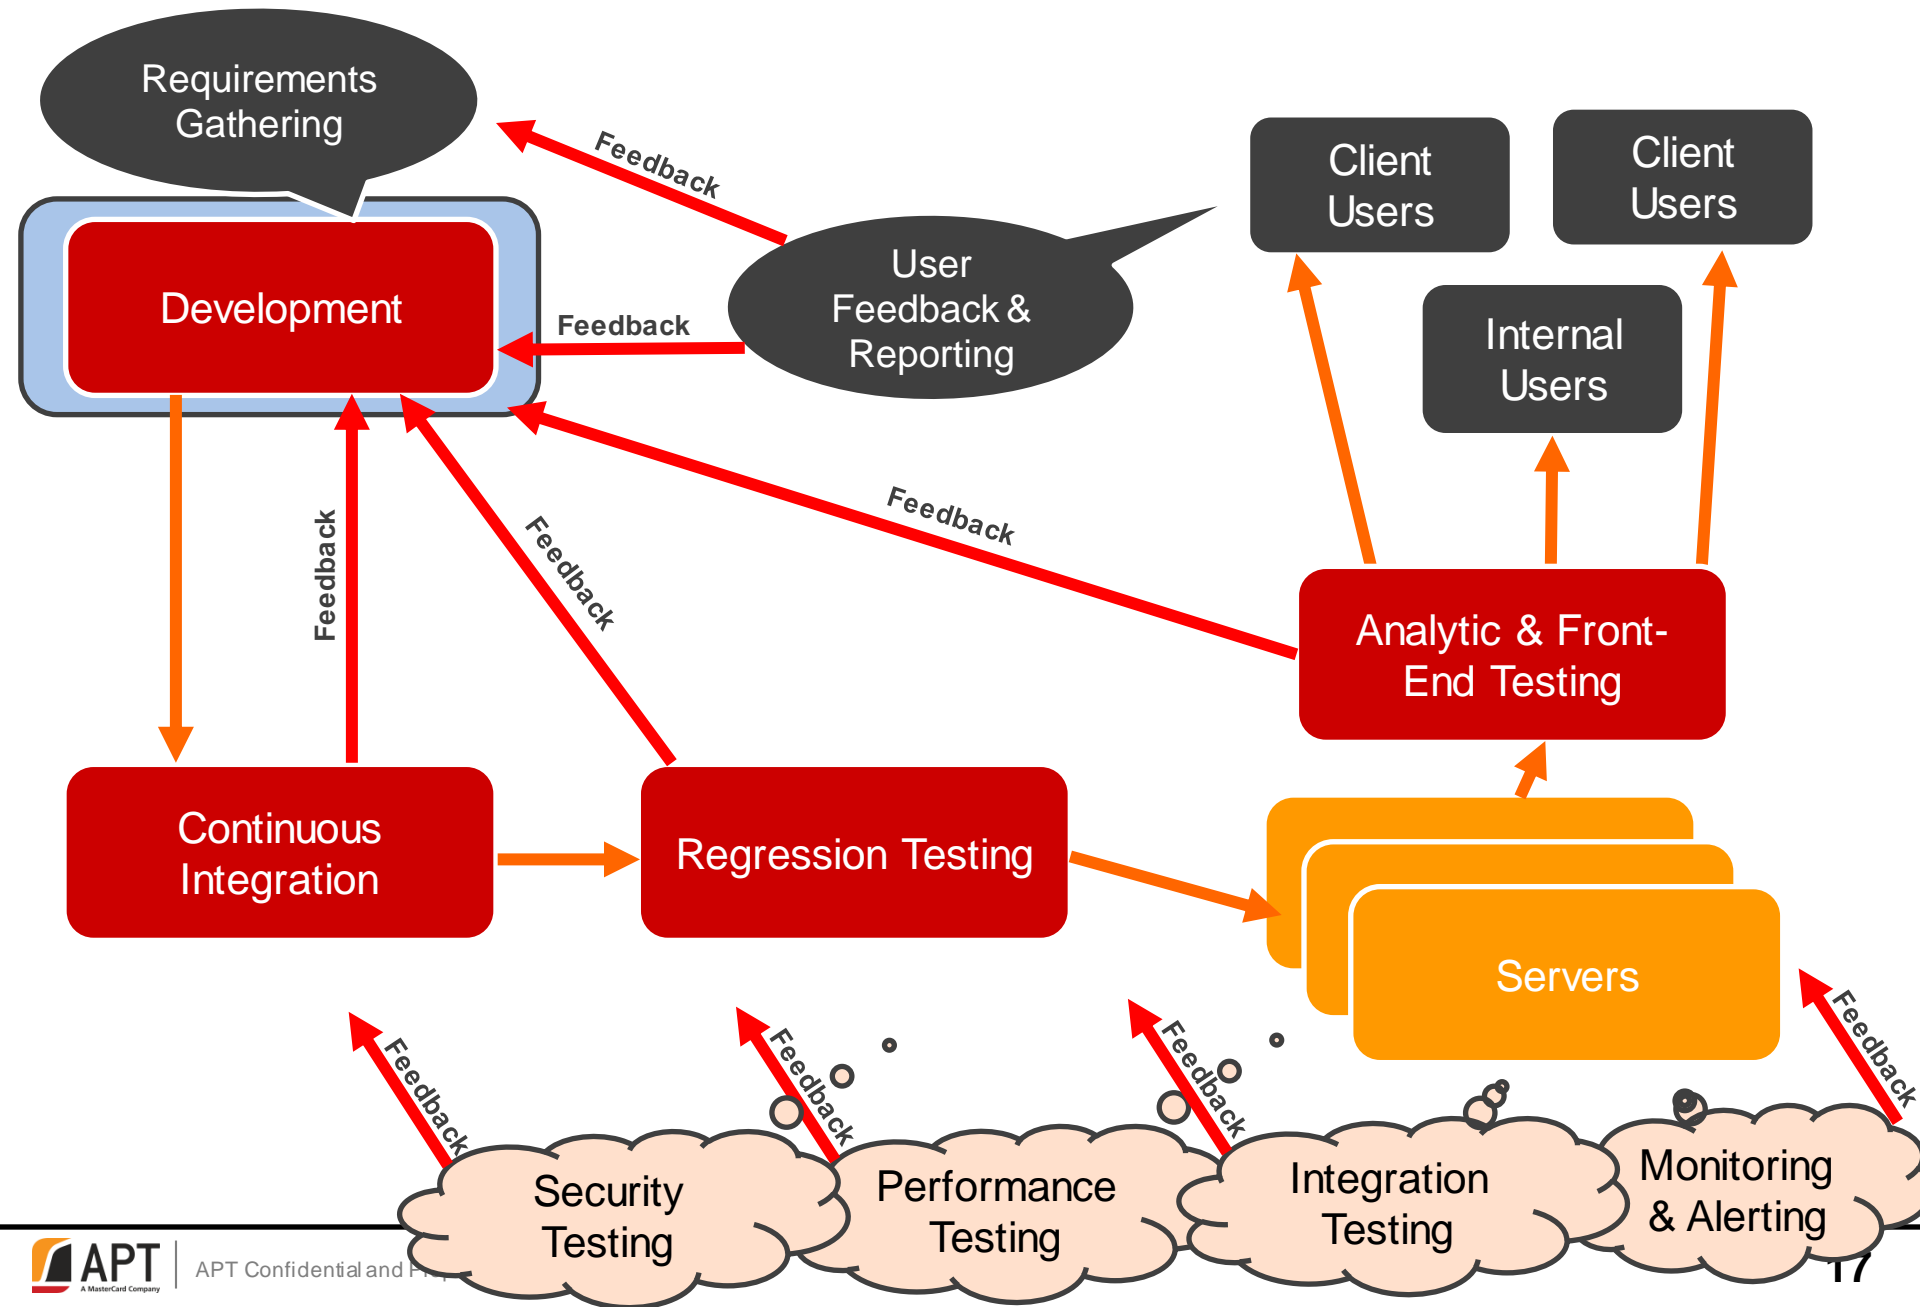 Requirements
Gathering
Feedback
Client
Users
Client
Users
Development
Feedback
User
Feedback &
Reporting
Internal
Users
Feedback
Feedback
Feedback
Analytic & Front-
End Testing
Continuous
Integration
Regression Testing
Servers
Feedback
Feedback
Feedback
Feedback
Security
Testing
Performance
Testing
Integration
Testing
Monitoring
& Alerting
APT
A MasterCard Company
APT Confidential and
17